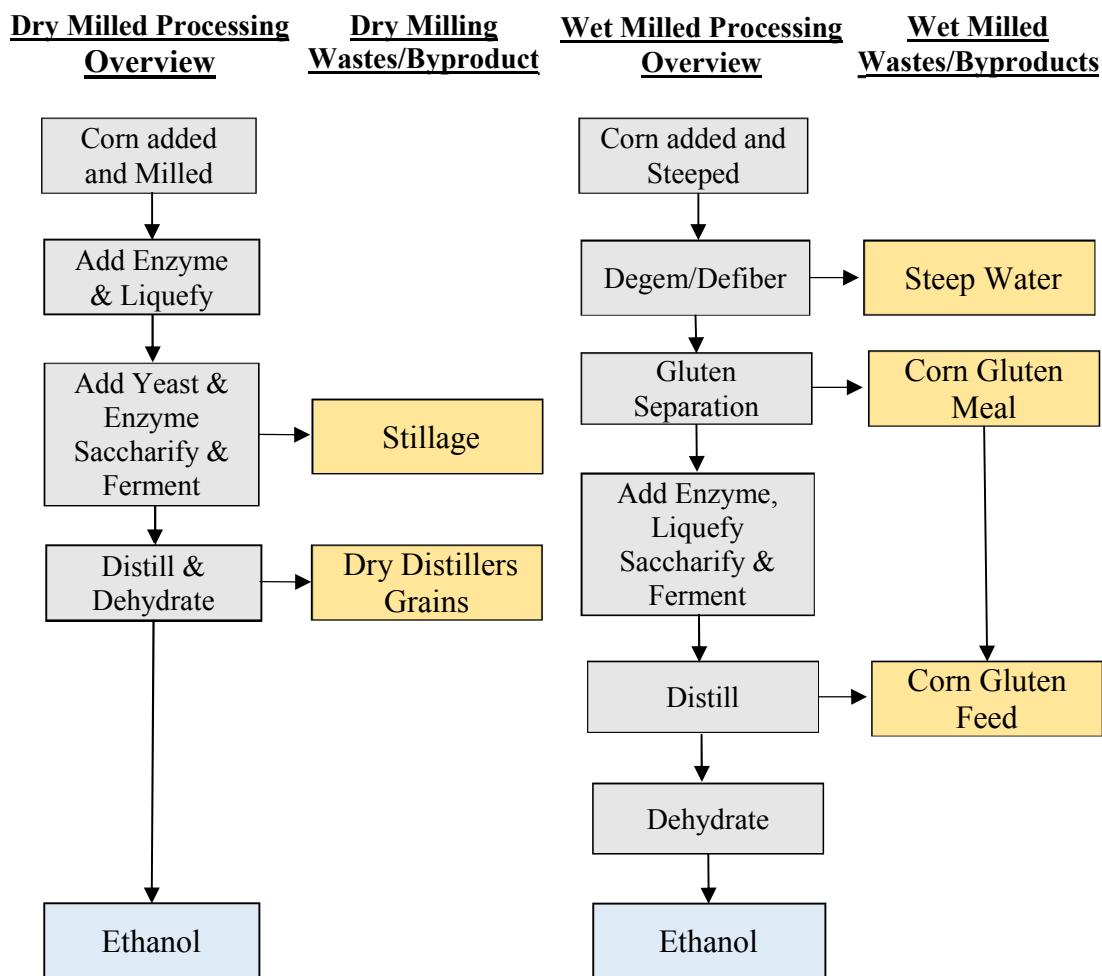 Dry Milled Processing
Overview
Dry Milling
Wastes/Byproduct
Wet Milled Processing
Overview
Wet Milled
Wastes/Byproducts
Corn added
and Milled
Add Enzyme
& Liquefy
Add Yeast &
Enzyme
Saccharify &
Ferment
Stillage
Distill &
Dehydrate
Dry Distillers
Grains
Ethanol
Corn added and
Steeped
Degem/Defiber
Steep Water
Gluten
Separation
Corn Gluten
Meal
Add Enzyme,
Liquefy
Saccharify &
Ferment
Distill
Corn Gluten
Feed
Dehydrate
Ethanol